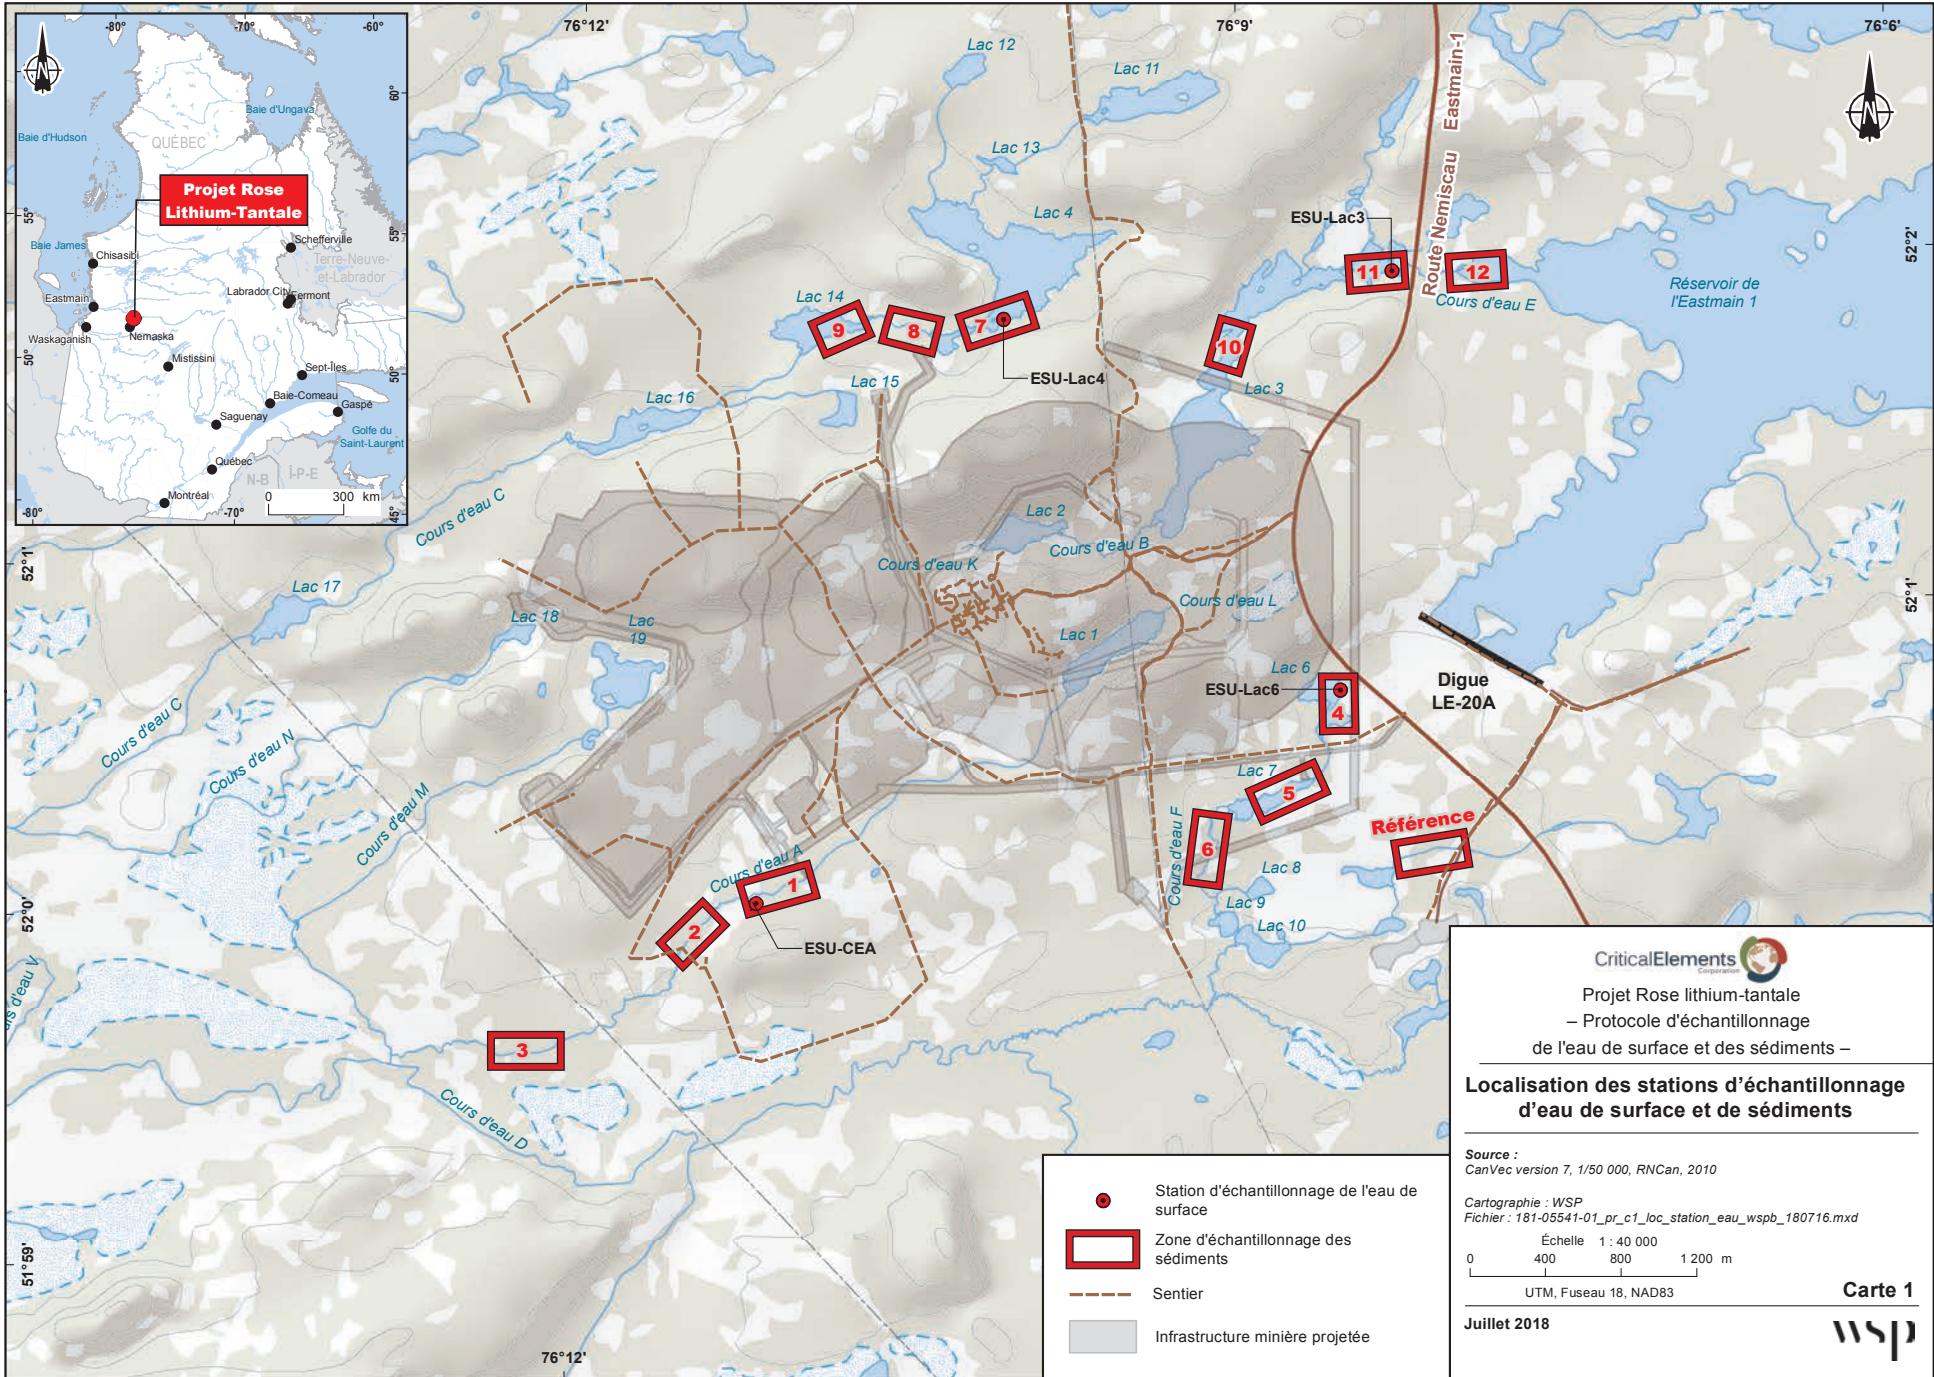 -80°
-70°
-60°
60°
55°
55°
50°
50°
45°
-80°
-70°
Baie d'Ungava
Baie d'Hudson
QUÉBEC
Projet Rose
Lithium-Tantale
Baie James
Schefferville
Chisasibi
Terre-Neuve-
et-Labrador
Eastmain
Labrador City
Fermont
Waskaganish
Nemaska
Mistissini
Sept-Îles
Baie-Comeau
Gaspé
Saguenay
Golfe du
Saint-Laurent
Québec
N-B
Î-P-E
Montréal
0 300 km
N
N
76°12'
76°9'
76°6'
52°2'
52°1'
52°1'
52°0'
51°59'
76°12'
Lac 12
Lac 11
Lac 13
Lac 4
Route Nemiscau Eastmain-1
ESU-Lac3
11
12
Cours d'eau E
Réservoir de
l'Eastmain 1
Lac 14
9
8
7
10
ESU-Lac4
Lac 3
Lac 15
Lac 16
Cours d'eau C
Lac 2
Cours d'eau B
Cours d'eau K
Lac 17
Lac 18
Lac
19
Cours d'eau L
Lac 1
Lac 6
ESU-Lac6
4
Digue
LE-20A
Cours d'eau C
Cours d'eau N
Cours d'eau M
Lac 7
5
Référence
Cours d'eau F
6
Cours d'eau A
1
Lac 8
Lac 9
Lac 10
2
ESU-CEA
3
Cours d'eau D
d'eau V
Station d'échantillonnage de l'eau de
surface
Zone d'échantillonnage des
sédiments
Sentier
Infrastructure minière projetée
CriticalElements
Corporation
Projet Rose lithium-tantale
– Protocole d'échantillonnage
de l'eau de surface et des sédiments –
Localisation des stations d'échantillonnage
d'eau de surface et de sédiments
Source :
CanVec version 7, 1/50 000, RNCan, 2010
Cartographie : WSP
Fichier : 181-05541-01_pr_c1_loc_station_eau_wspb_180716.mxd
Échelle 1 : 40 000
0 400 800 1 200 m
UTM, Fuseau 18, NAD83
Carte 1
Juillet 2018
wsp